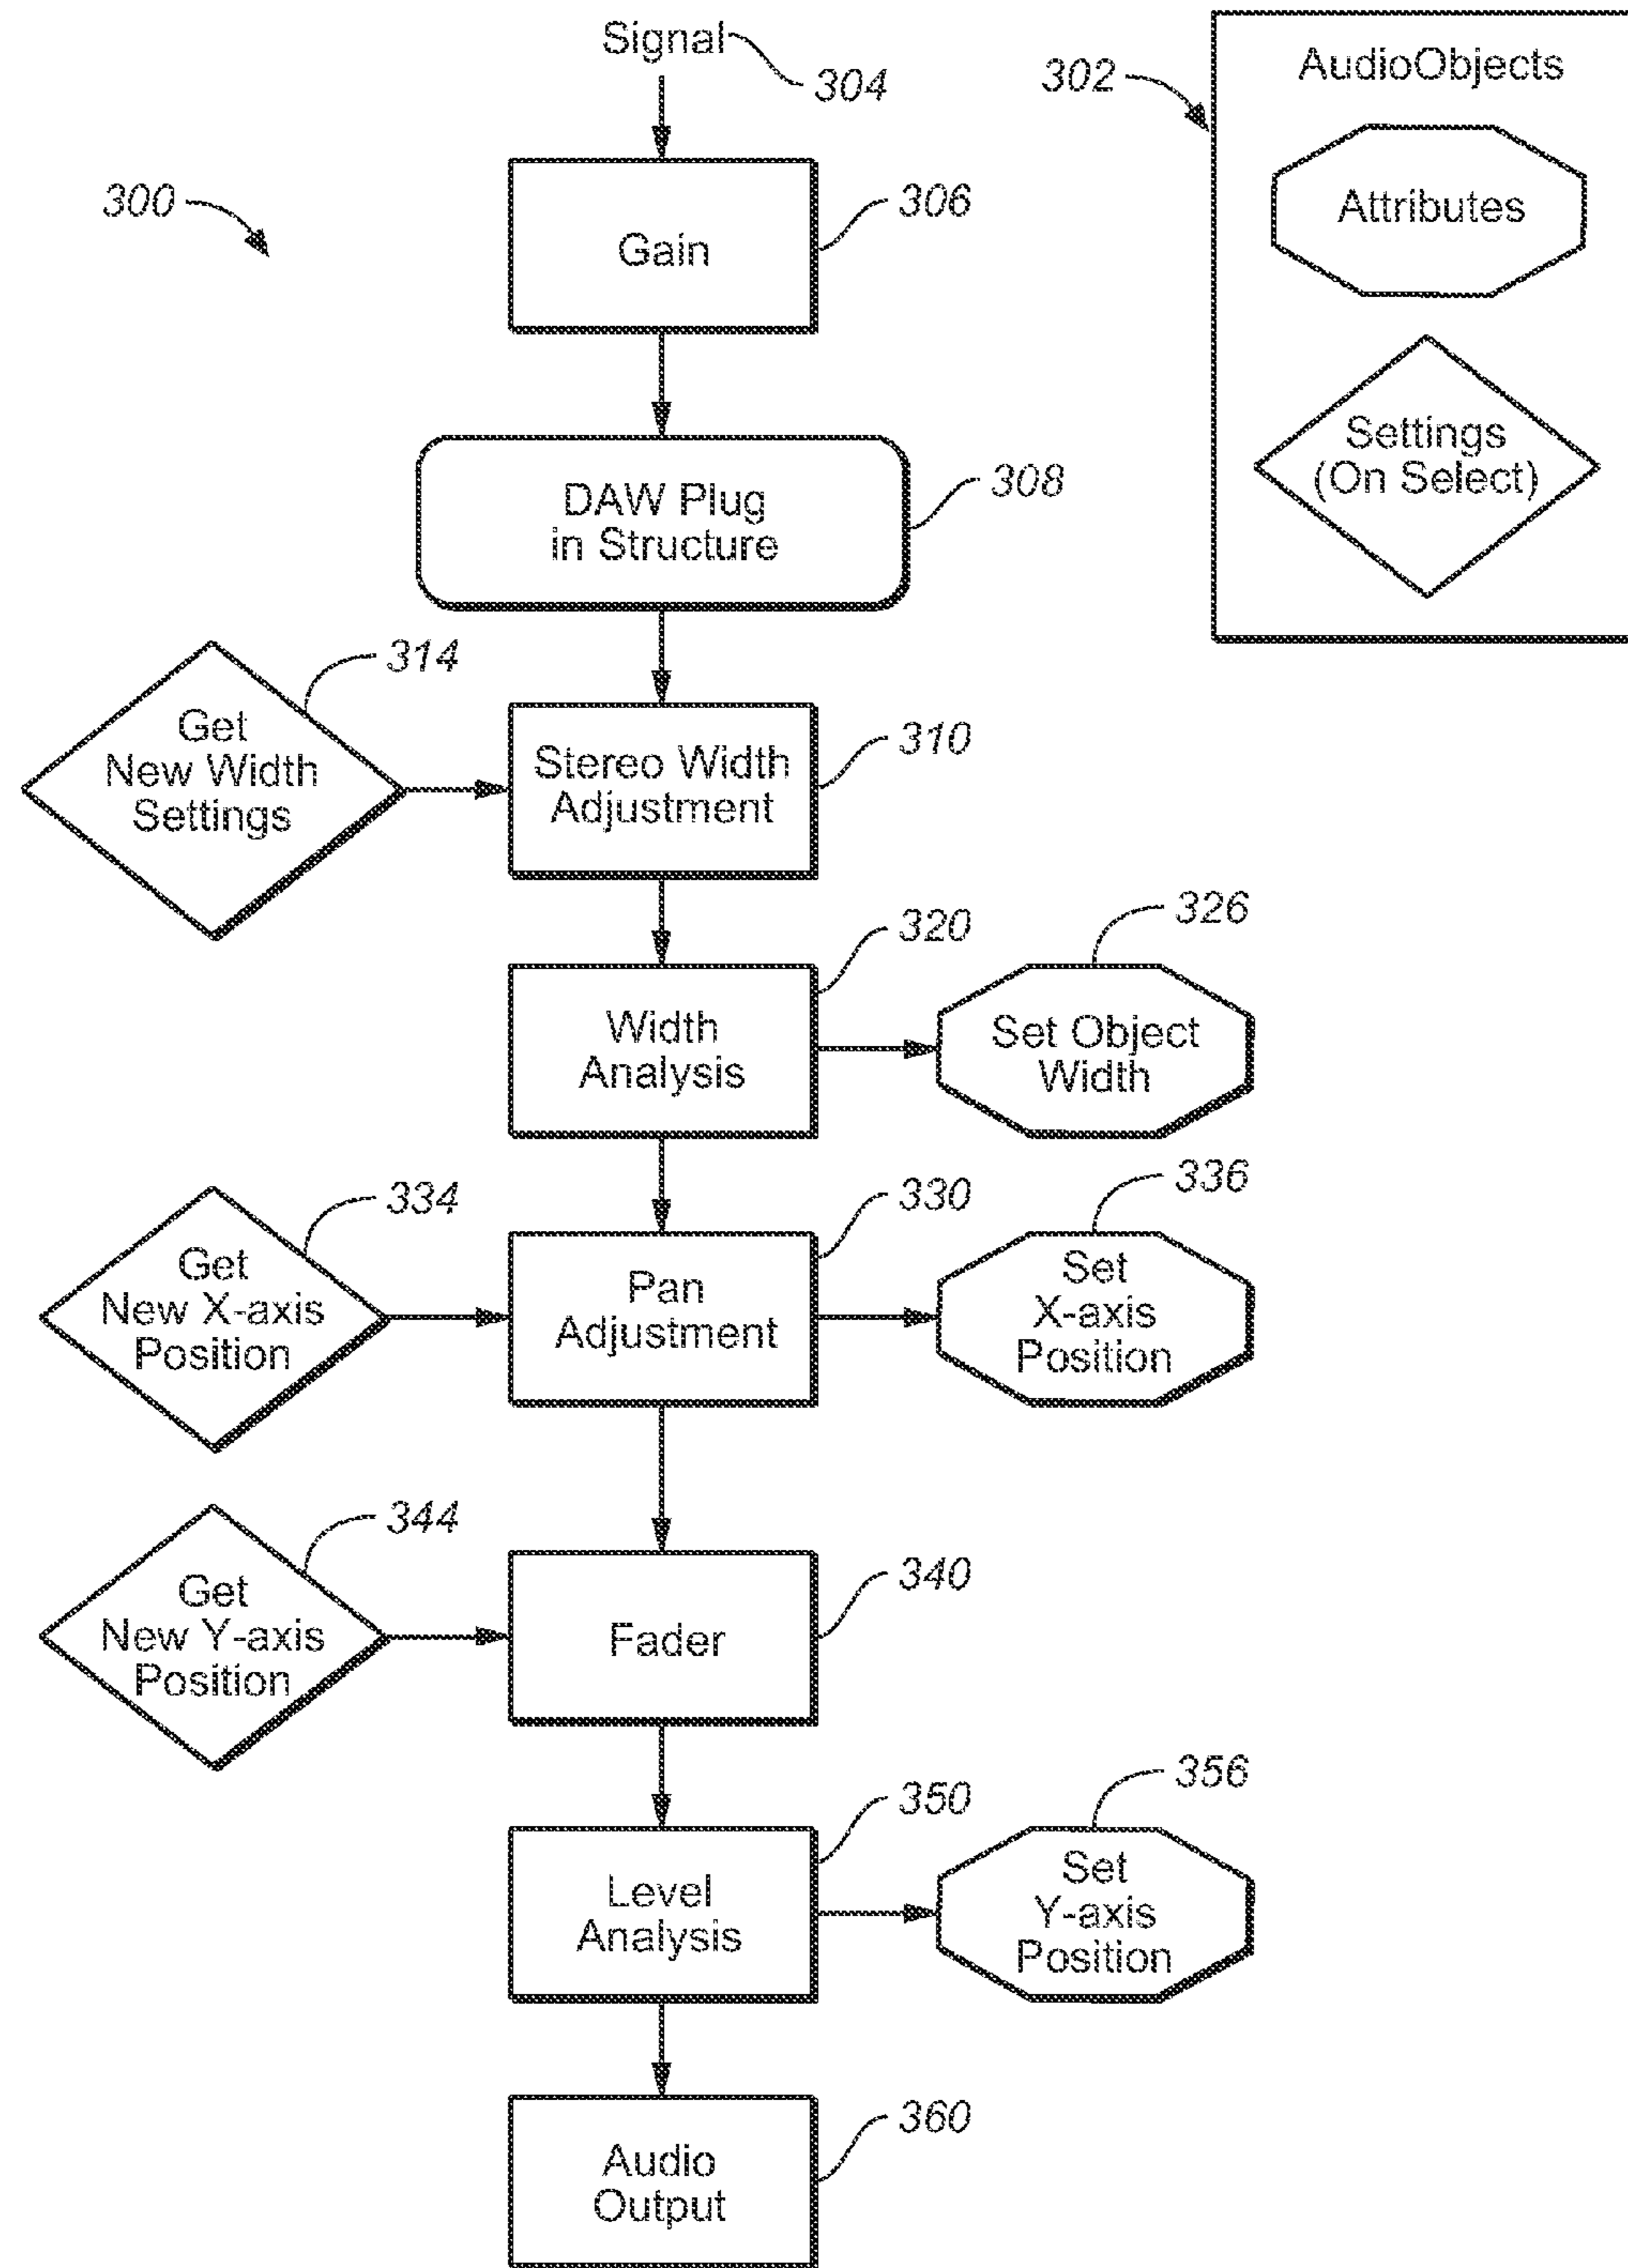 Signal
304
302
AudioObjects
Attributes
Settings
(On Select)
300
306
Gain
308
DAW Plug
in Structure
314
Get
New Width
Settings
310
Stereo Width
Adjustment
320
Width
Analysis
326
Set Object
Width
334
Get
New X-axis
Position
330
Pan
Adjustment
336
Set
X-axis
Position
344
Get
New Y-axis
Position
340
Fader
350
Level
Analysis
356
Set
Y-axis
Position
360
Audio
Output